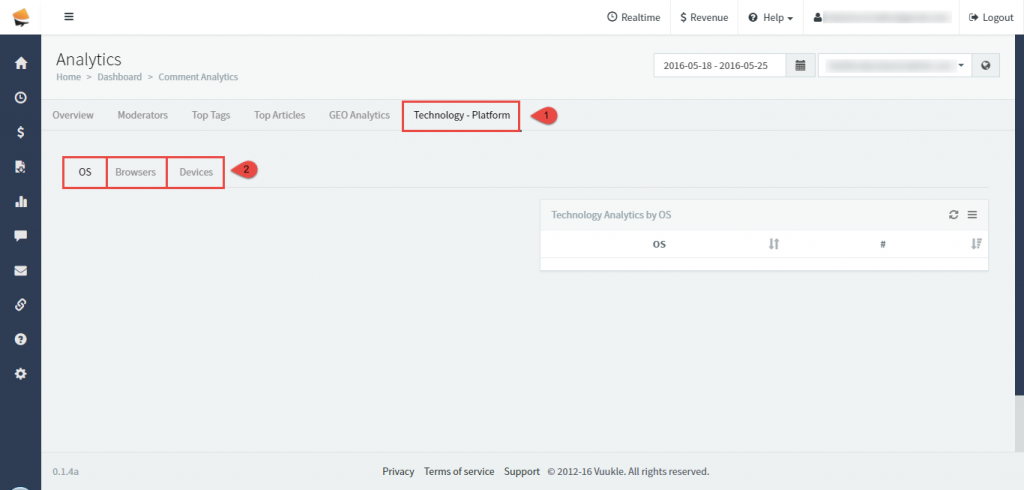 Realtime $ Revenue Help Logout
Analytics
2016-05-18 - 2016-05-25
Home > Dashboard > Comment Analytics
Overview Moderators Top Tags Top Articles GEO Analytics Technology - Platform 1
OS Browsers Devices 2
Technology Analytics by OS
OS #
0.1.4a Privacy Terms of service Support © 2012-16 Vuukle. All rights reserved.